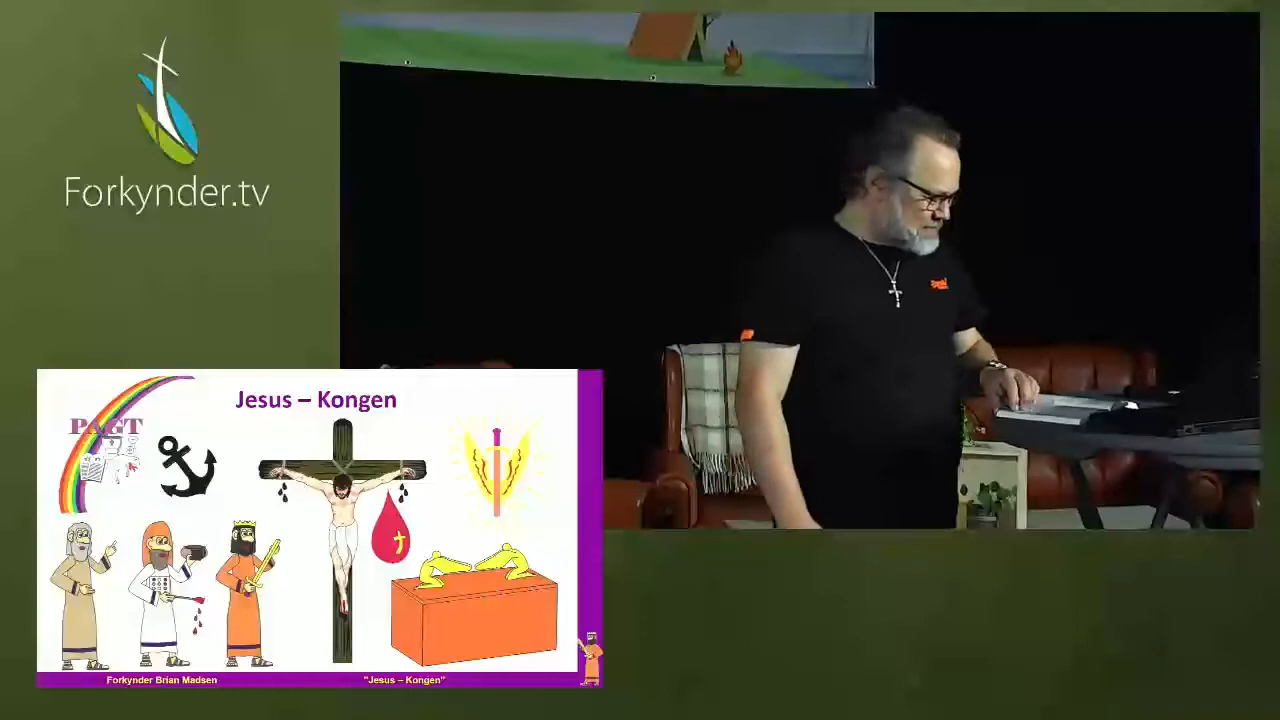 Forkynder.tv
Jesus – Kongen
PAGT
Forkynder Brian Madsen
"Jesus – Kongen"